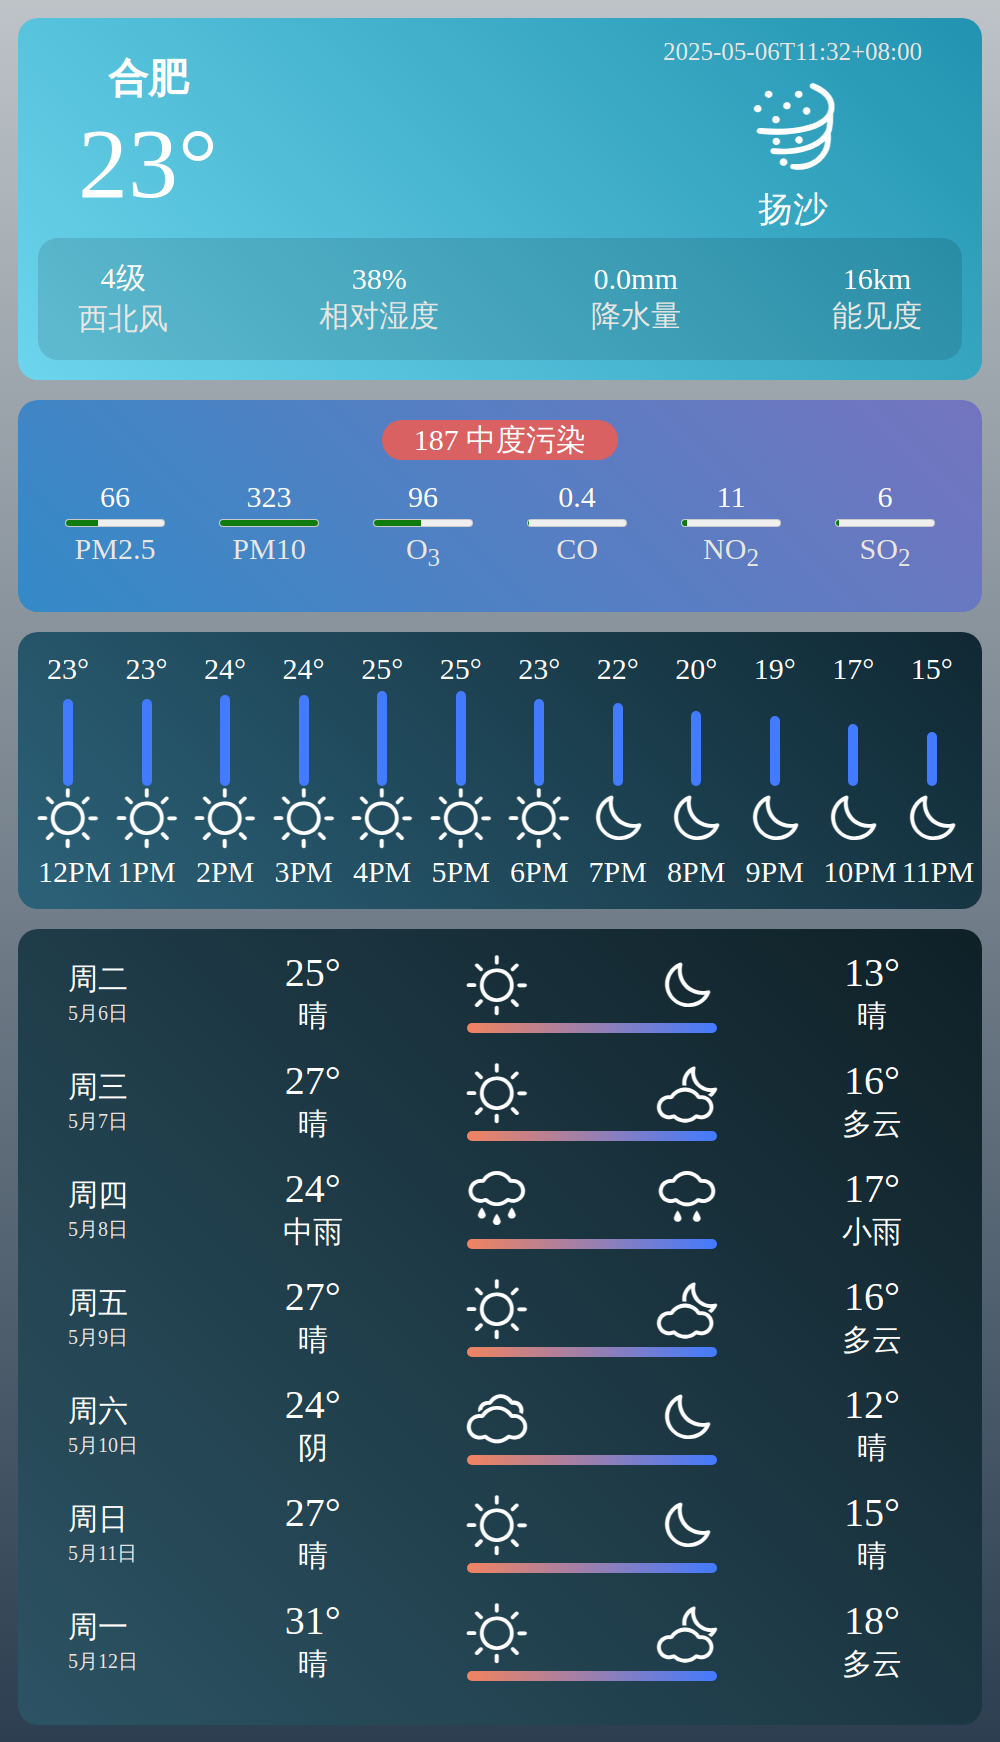 合肥
23°
2025-05-06T11:32+08:00
扬沙
4级 38% 0.0mm 16km
西北风 相对湿度 降水量 能见度
187 中度污染
66 323 96 0.4 11 6
PM2.5 PM10 O3 CO NO2 SO2
23° 23° 24° 24° 25° 25° 23° 22° 20° 19° 17° 15°
12PM 1PM 2PM 3PM 4PM 5PM 6PM 7PM 8PM 9PM 10PM 11PM
周二 25° 13°
5月6日 晴 晴
周三 27° 16°
5月7日 晴 多云
周四 24° 17°
5月8日 中雨 小雨
周五 27° 16°
5月9日 晴 多云
周六 24° 12°
5月10日 阴 晴
周日 27° 15°
5月11日 晴 晴
周一 31° 18°
5月12日 晴 多云